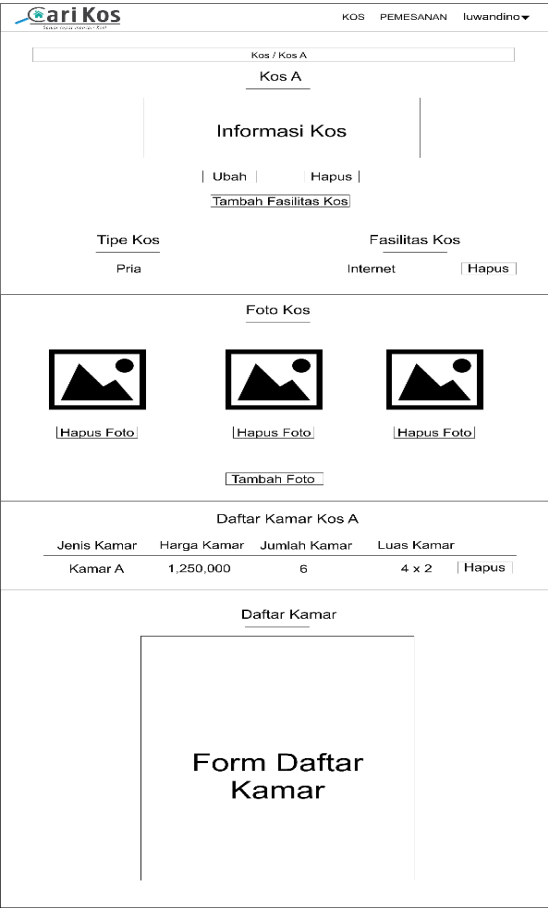 Cari Kos
KOS PEMESANAN luwandino
Kos / Kos A
Kos A
Informasi Kos
Ubah Hapus
Tambah Fasilitas Kos
Tipe Kos Fasilitas Kos
Pria Internet Hapus
Foto Kos
Hapus Foto Hapus Foto Hapus Foto
Tambah Foto
Daftar Kamar Kos A
Jenis Kamar Harga Kamar Jumlah Kamar Luas Kamar
Kamar A 1,250,000 6 4 x 2 Hapus
Daftar Kamar
Form Daftar
Kamar